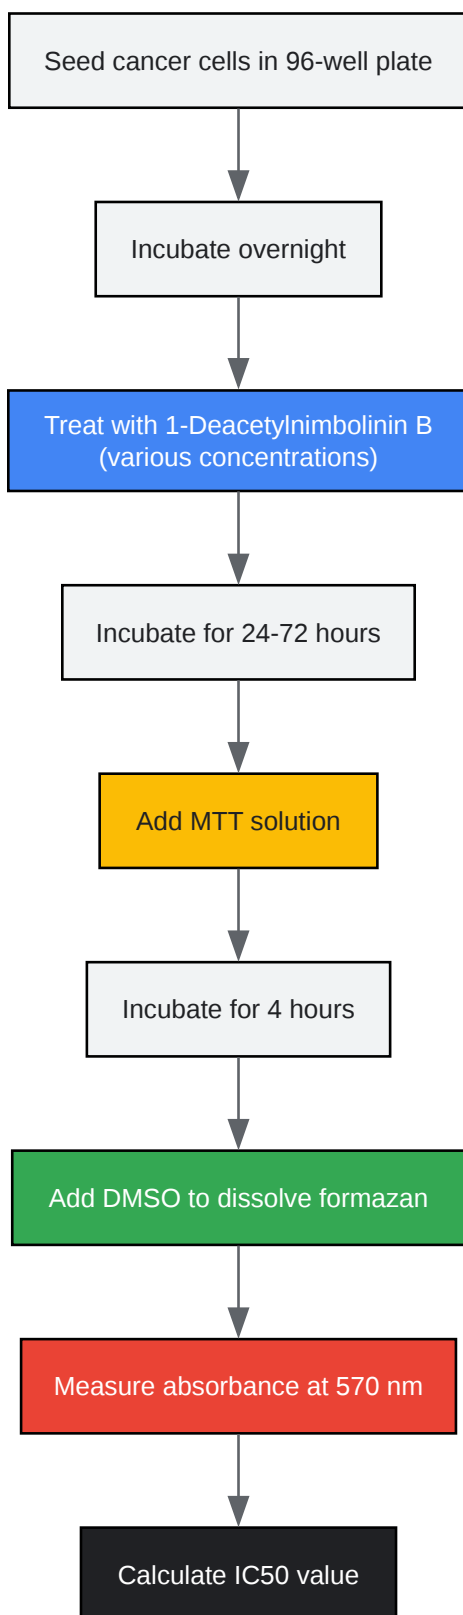 Seed cancer cells in 96-well plate
Incubate overnight
Treat with 1-Deacetylnimbolinin B
(various concentrations)
Incubate for 24-72 hours
Add MTT solution
Incubate for 4 hours
Add DMSO to dissolve formazan
Measure absorbance at 570 nm
Calculate IC50 value